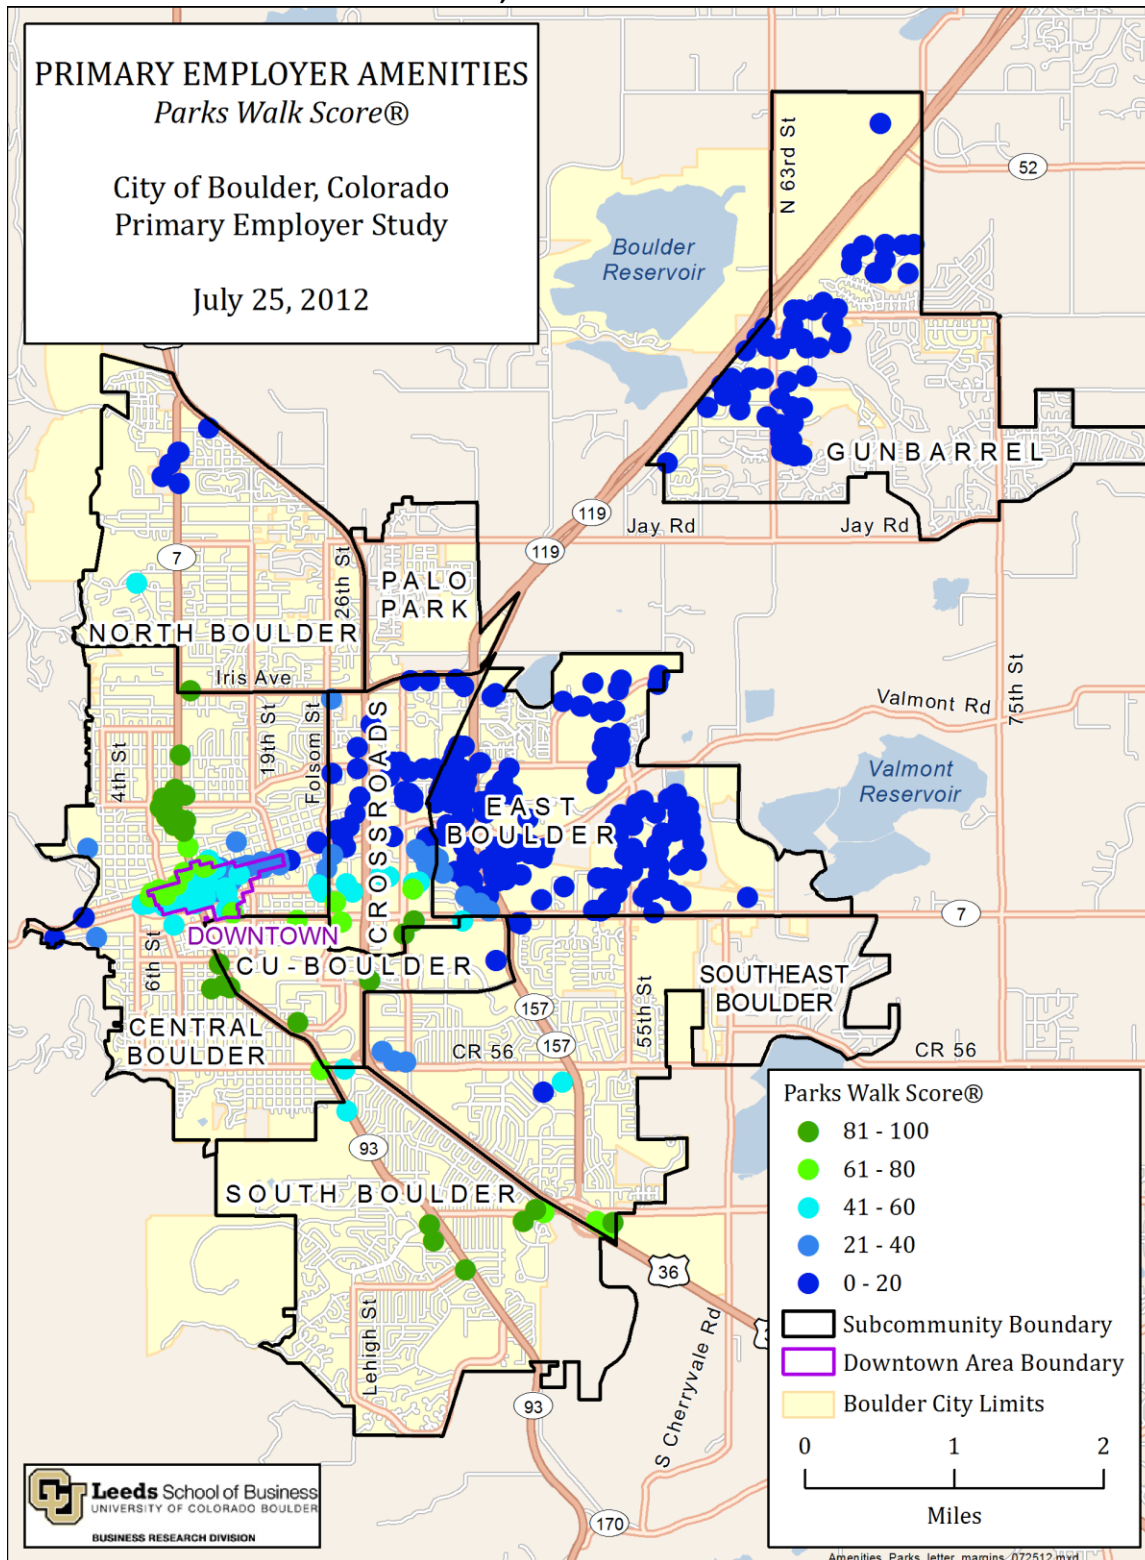 PRIMARY EMPLOYER AMENITIES
Parks Walk Score®
City of Boulder, Colorado
Primary Employer Study
July 25, 2012
N 63rd St
52
Boulder
Reservoir
GUNBARREL
119
Jay Rd
Jay Rd
119
7
26th St
PALO
PARK
NORTH BOULDER
Iris Ave
75th St
Valmont Rd
4th St
19th St
Folsom St
CROSSROADS
Valmont
Reservoir
EAST
BOULDER
7
DOWNTOWN
6th St
CU-BOULDER
SOUTHEAST
BOULDER
157
55th St
CENTRAL
BOULDER
157
CR 56
CR 56
93
SOUTH BOULDER
36
Lehigh St
S Cherryvale Rd
93
170
Parks Walk Score®
81 - 100
61 - 80
41 - 60
21 - 40
0 - 20
Subcommunity Boundary
Downtown Area Boundary
Boulder City Limits
0 1 2
Miles
CU
Leeds School of Business
UNIVERSITY OF COLORADO BOULDER
BUSINESS RESEARCH DIVISION
Amenities_Parks_letter_margins_072512.mxd